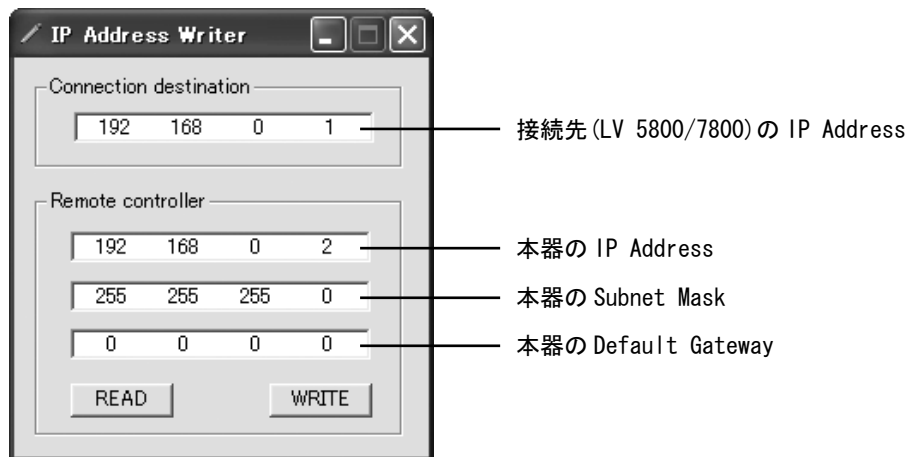 IP Address Writer
Connection destination
192 168 0 1
接続先(LV 5800/7800)の IP Address
Remote controller
192 168 0 2
本器の IP Address
255 255 255 0
本器の Subnet Mask
0 0 0 0
本器の Default Gateway
READ WRITE